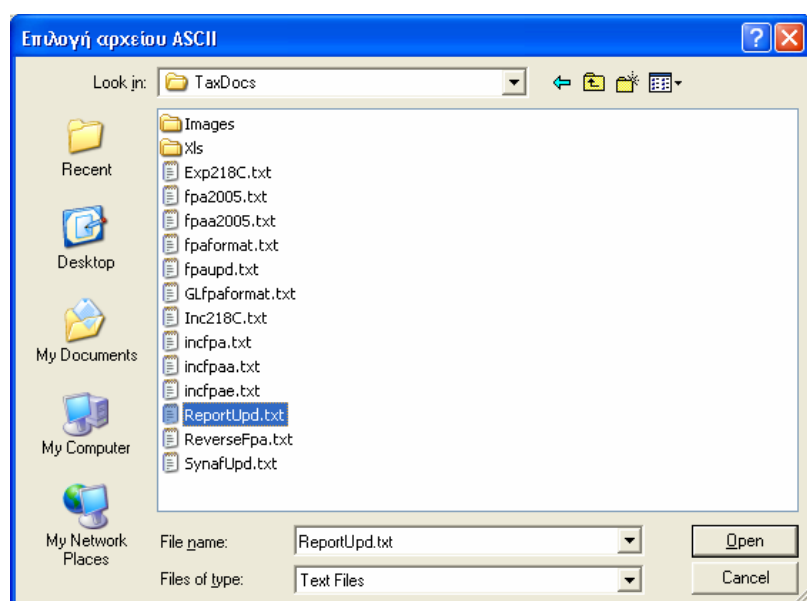 Επιλογή αρχείου ASCII
Look in:
TaxDocs
Recent
Desktop
My Documents
My Computer
My Network
Places
Images
Xls
Exp218C.txt
fpa2005.txt
fpaa2005.txt
fpaformat.txt
fpaupd.txt
GLfpaformat.txt
Inc218C.txt
incfpa.txt
incfpaa.txt
incfpae.txt
ReportUpd.txt
ReverseFpa.txt
SynafUpd.txt
File name:
ReportUpd.txt
Open
Files of type:
Text Files
Cancel